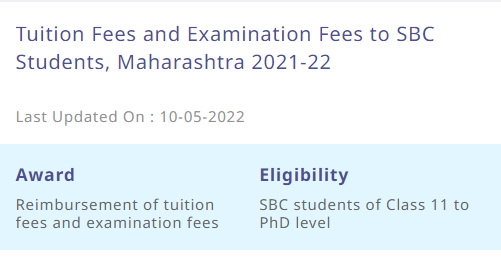 Tuition Fees and Examination Fees to SBC
Students, Maharashtra 2021-22
Last Updated On : 10-05-2022
Award
Eligibility
Reimbursement of tuition
fees and examination fees
SBC students of Class 11 to
PhD level